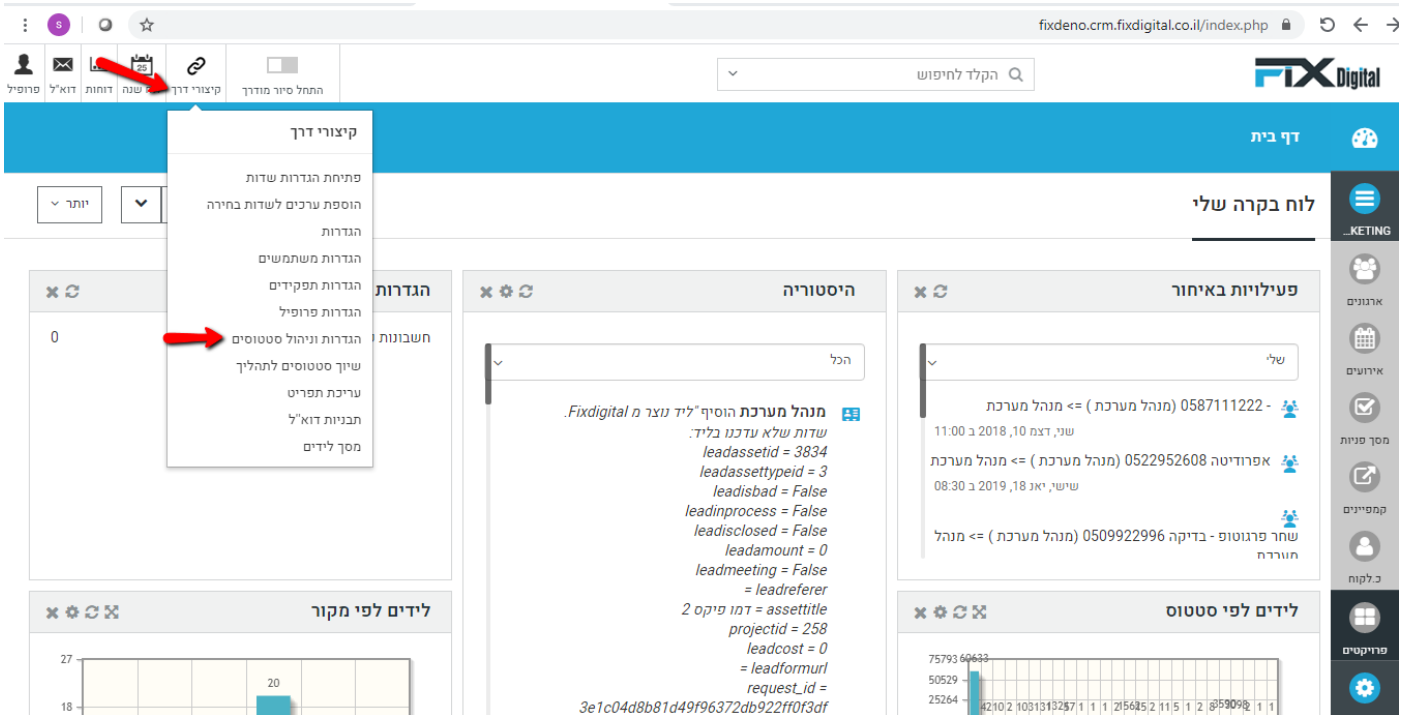 fixdeno.crm.fixdigital.co.il/index.php
S
FIX Digital
הקלד לחיפוש
התחל סיור מודרך
קיצורי דרך
שנה
25
דוחות
דוא"ל
פרופיל
דף בית
קיצורי דרך
פתיחת הגדרות שדות
הוספת ערכים לשדות בחירה
הגדרות
הגדרות משתמשים
הגדרות תפקידים
הגדרות פרופיל
הגדרות וניהול סטטוסים
שיוך סטטוסים לתהליך
עריכת תפריט
תבניות דוא"ל
מסך לידים
לוח בקרה שלי
יותר
KETING...
ארגונים
אירועים
מסך פניות
קמפיינים
כ.לקוח
פרויקטים
פעילויות באיחור
שלי
- 0587111222 (מנהל מערכת ) => מנהל מערכת
שני, דצמ 10, 2018 ב 11:00
אפרודיטה 0522952608 (מנהל מערכת ) => מנהל מערכת
שישי, יאנ 18, 2019 ב 08:30
שחר פרגוטופ - בדיקה 0509922996 (מנהל מערכת ) => מנהל
מערכת
היסטוריה
הכל
מנהל מערכת הוסיף "ליד נוצר מ Fixdigital.
שדות שלא עדכנו בליד:
leadassetid = 3834
leadassettypeid = 3
leadisbad = False
leadinprocess = False
leadisclosed = False
leadamount = 0
leadmeeting = False
= leadreferer
assettitle = דמו פיקס 2
projectid = 258
leadcost = 0
= leadformurl
request_id =
3e1c04d8b81d49f96372db922ff0f3df
הגדרות
חשבונות
0
לידים לפי סטטוס
75793
60633
50529
25264
לידים לפי מקור
27
20
18